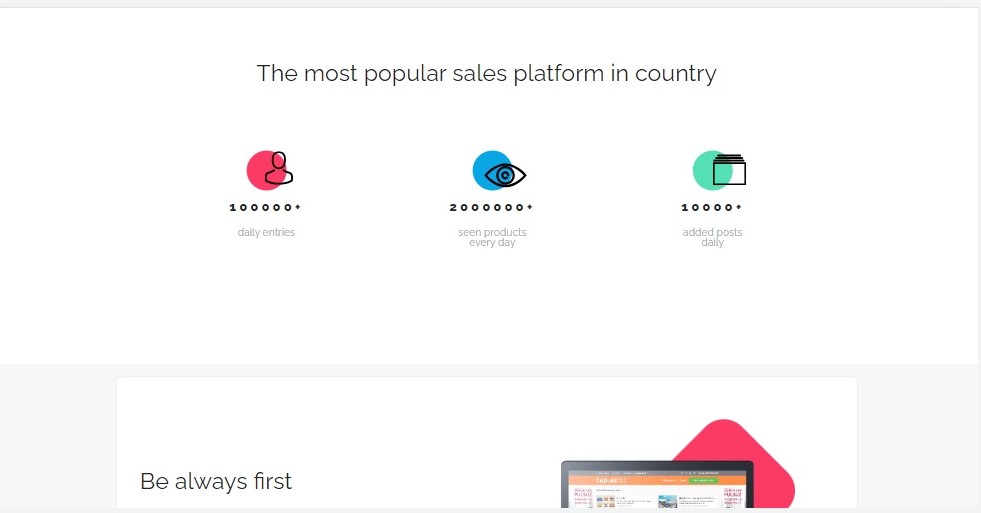 The most popular sales platform in country
100000+
2000000+
10000+
daily entries
seen products
every day
added posts
daily
Be always first